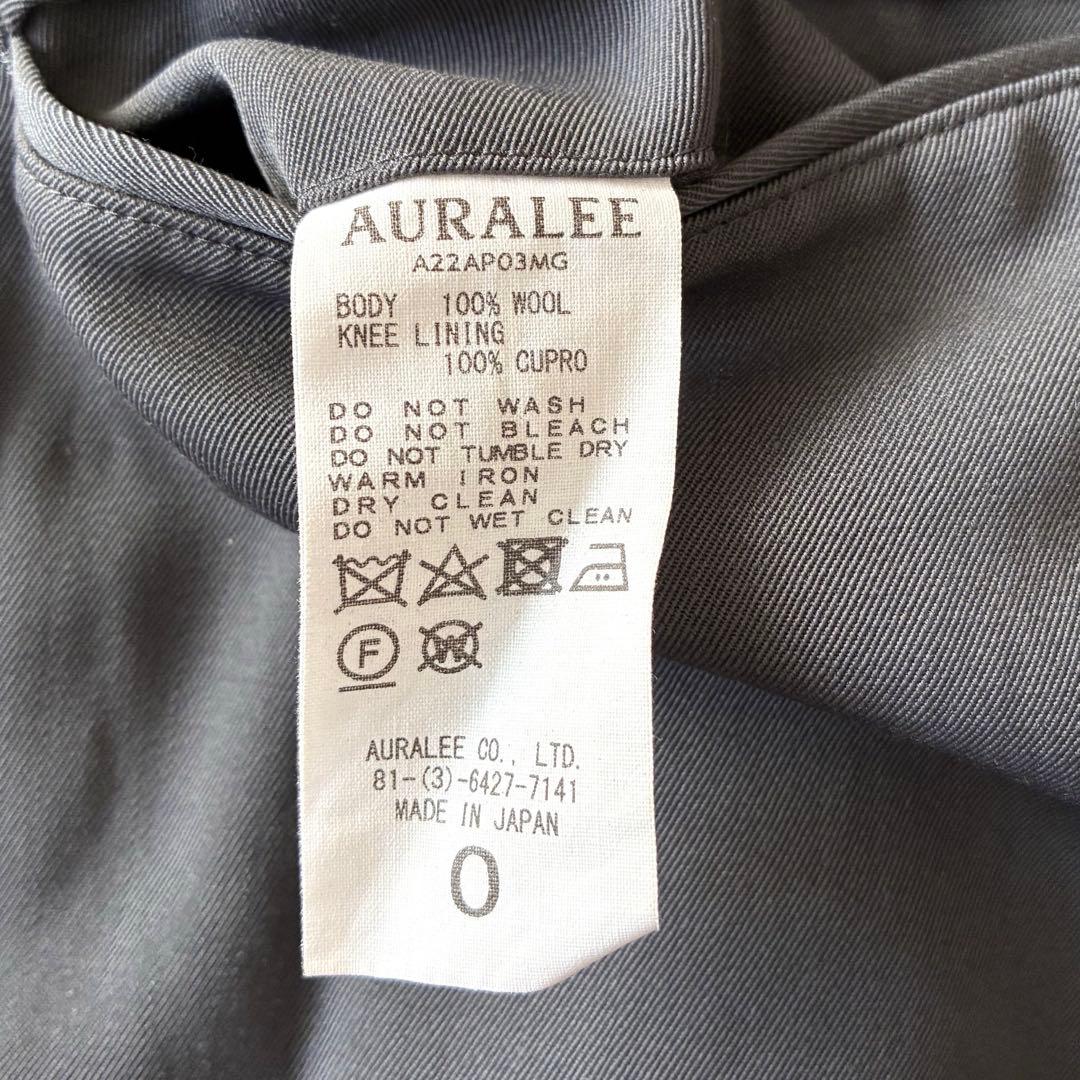 AURALEE
A22AP03MG
BODY 100% WOOL
KNEE LINING
100% CUPRO
DO NOT WASH
DO NOT BLEACH
DO NOT TUMBLE DRY
WARM IRON
DRY CLEAN
DO NOT WET CLEAN
F W
AURALEE CO., LTD.
81-(3)-6427-7141
MADE IN JAPAN
0